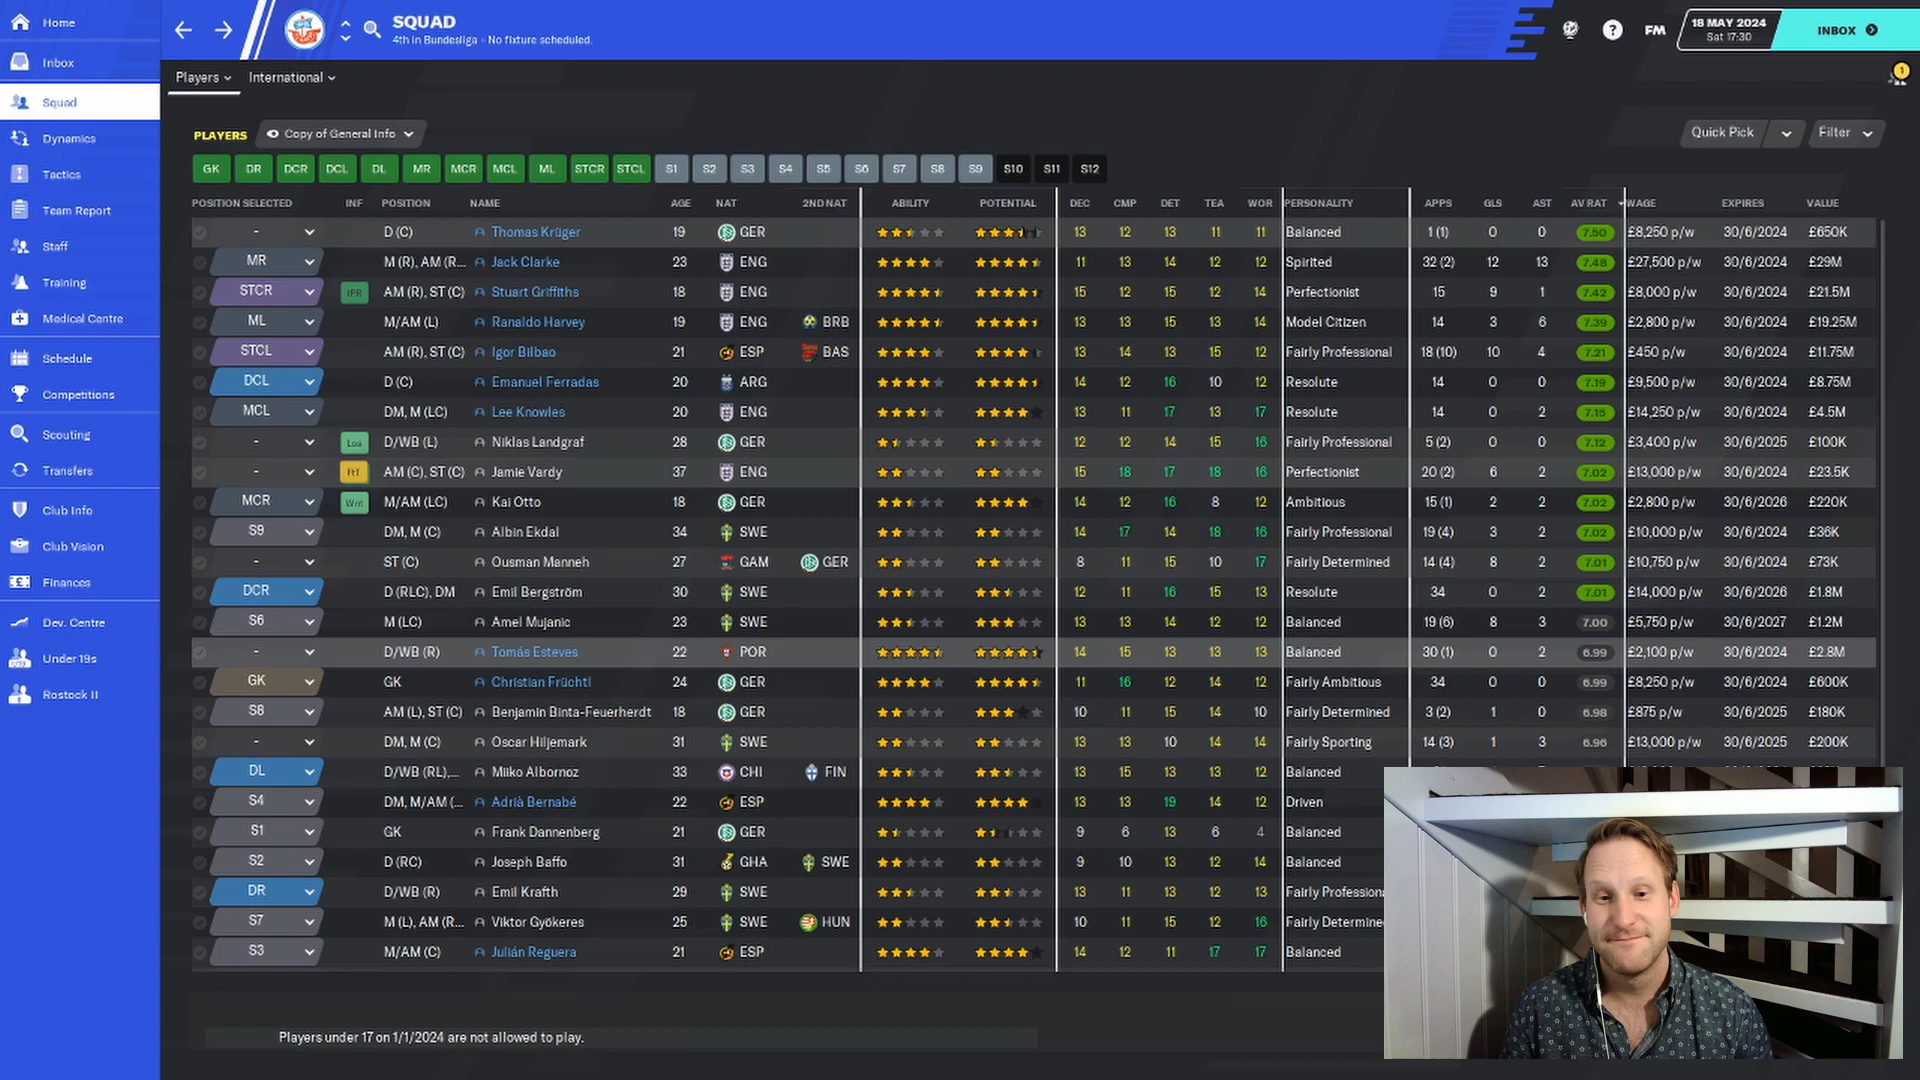 Home
SQUAD
4th in Bundesliga - No fixture scheduled.
FM
18 MAY 2024
Sat 17:30
INBOX
Inbox
Players International
1
Squad
Dynamics
Tactics
Team Report
Staff
Training
Medical Centre
Schedule
Competitions
Scouting
Transfers
Club Info
Club Vision
Finances
Dev. Centre
Under 19s
Rostock II
PLAYERS Copy of General Info Quick Pick Filter
GK DR DCR DCL DL MR MCR MCL ML STCR STCL S1 S2 S3 S4 S5 S6 S7 S8 S9 S10 S11 S12
POSITION SELECTED INF POSITION NAME AGE NAT 2ND NAT ABILITY POTENTIAL DEC CMP DET TEA WOR PERSONALITY APPS GLS AST AV RAT WAGE EXPIRES VALUE
- D (C) Thomas Krüger 19 GER 13 12 13 11 11 Balanced 1 (1) 0 0 7.50 £8,250 p/w 30/6/2024 £650K
MR M (R), AM (R... Jack Clarke 23 ENG 11 13 14 12 12 Spirited 32 (2) 12 13 7.48 £27,500 p/w 30/6/2024 £29M
STCR IPR AM (R), ST (C) Stuart Griffiths 18 ENG 15 12 15 12 14 Perfectionist 15 9 1 7.42 £8,000 p/w 30/6/2024 £21.5M
ML M/AM (L) Ranaldo Harvey 19 ENG BRB 13 13 15 13 14 Model Citizen 14 3 6 7.39 £2,800 p/w 30/6/2024 £19.25M
STCL AM (R), ST (C) Igor Bilbao 21 ESP BAS 13 14 13 15 12 Fairly Professional 18 (10) 10 4 7.21 £450 p/w 30/6/2024 £11.75M
DCL D (C) Emanuel Ferradas 20 ARG 14 12 16 10 12 Resolute 14 0 0 7.19 £9,500 p/w 30/6/2024 £8.75M
MCL DM, M (LC) Lee Knowles 20 ENG 13 11 17 13 17 Resolute 14 0 2 7.15 £14,250 p/w 30/6/2024 £4.5M
- Loa D/WB (L) Niklas Landgraf 28 GER 12 12 14 15 16 Fairly Professional 5 (2) 0 0 7.12 £3,400 p/w 30/6/2025 £100K
- FtT AM (C), ST (C) Jamie Vardy 37 ENG 15 18 17 18 16 Perfectionist 20 (2) 6 2 7.02 £13,000 p/w 30/6/2024 £23.5K
MCR Wnt M/AM (LC) Kai Otto 18 GER 14 12 16 8 12 Ambitious 15 (1) 2 2 7.02 £2,800 p/w 30/6/2026 £220K
S9 DM, M (C) Albin Ekdal 34 SWE 14 17 14 18 16 Fairly Professional 19 (4) 3 2 7.02 £10,000 p/w 30/6/2024 £36K
- ST (C) Ousman Manneh 27 GAM GER 8 11 15 10 17 Fairly Determined 14 (4) 8 2 7.01 £10,750 p/w 30/6/2024 £73K
DCR D (RLC), DM Emil Bergström 30 SWE 12 11 16 15 13 Resolute 34 0 2 7.01 £14,000 p/w 30/6/2026 £1.8M
S6 M (LC) Amel Mujanic 23 SWE 13 13 14 12 12 Balanced 19 (6) 8 3 7.00 £5,750 p/w 30/6/2027 £1.2M
- D/WB (R) Tomás Esteves 22 POR 14 15 13 13 13 Balanced 30 (1) 0 2 6.99 £2,100 p/w 30/6/2024 £2.8M
GK GK Christian Früchtl 24 GER 11 16 12 14 12 Fairly Ambitious 34 0 0 6.99 £8,250 p/w 30/6/2024 £600K
S8 AM (L), ST (C) Benjamin Binta-Feuerherdt 18 GER 10 11 15 14 10 Fairly Determined 3 (2) 1 0 6.98 £875 p/w 30/6/2025 £180K
- DM, M (C) Oscar Hiljemark 31 SWE 13 13 10 14 14 Fairly Sporting 14 (3) 1 3 6.96 £13,000 p/w 30/6/2025 £200K
DL D/WB (RL),... Miiko Albornoz 33 CHI FIN 13 15 13 13 12 Balanced
S4 DM, M/AM (... Adrià Bernabé 22 ESP 13 13 19 14 12 Driven
S1 GK Frank Dannenberg 21 GER 9 6 13 6 4 Balanced
S2 D (RC) Joseph Baffo 31 GHA SWE 9 10 13 12 14 Balanced
DR D/WB (R) Emil Krafth 29 SWE 13 11 13 12 13 Fairly Professiona
S7 M (L), AM (R... Viktor Gyökeres 25 SWE HUN 10 11 15 12 16 Fairly Determine
S3 M/AM (C) Julián Reguera 21 ESP 14 12 11 17 17 Balanced
Players under 17 on 1/1/2024 are not allowed to play.